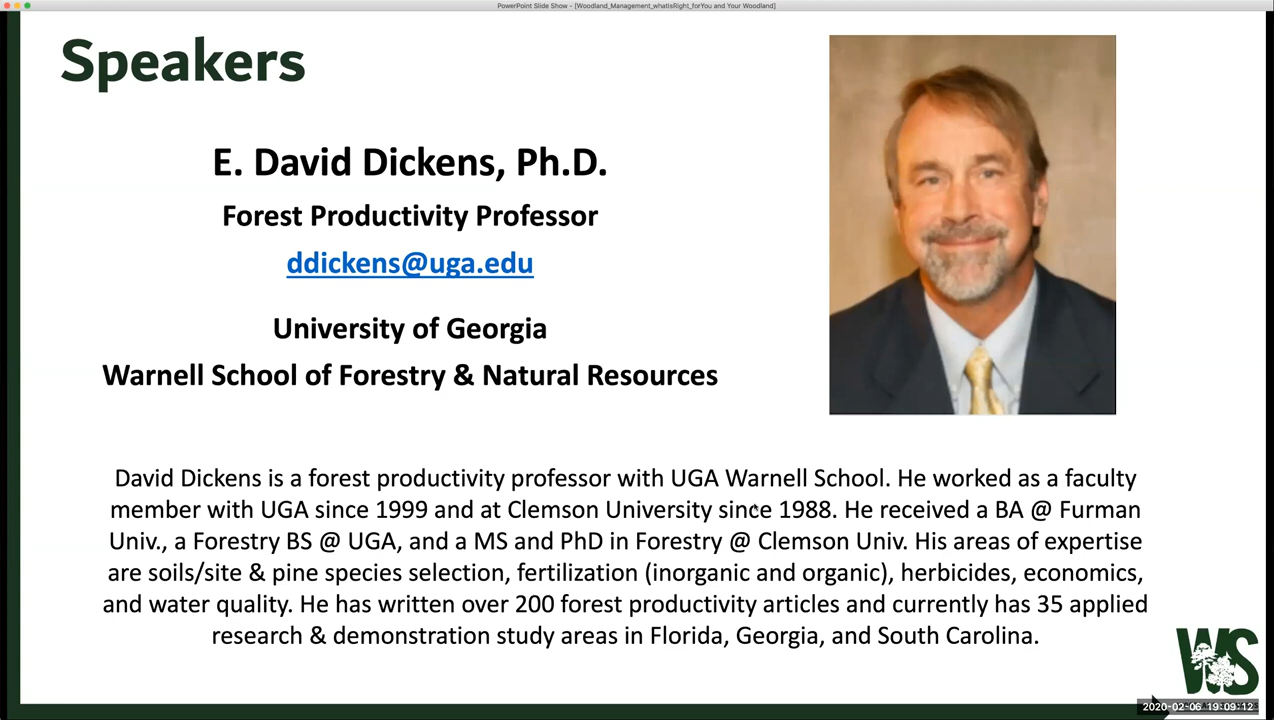 PowerPoint Slide Show - [Woodland_Management_whatIsRight_forYou and Your Woodland]
Speakers
E. David Dickens, Ph.D.
Forest Productivity Professor
ddickens@uga.edu
University of Georgia
Warnell School of Forestry & Natural Resources
David Dickens is a forest productivity professor with UGA Warnell School. He worked as a faculty
member with UGA since 1999 and at Clemson University since 1988. He received a BA @ Furman
Univ., a Forestry BS @ UGA, and a MS and PhD in Forestry @ Clemson Univ. His areas of expertise
are soils/site & pine species selection, fertilization (inorganic and organic), herbicides, economics,
and water quality. He has written over 200 forest productivity articles and currently has 35 applied
research & demonstration study areas in Florida, Georgia, and South Carolina.
WS
2020-02-06 19:09:12